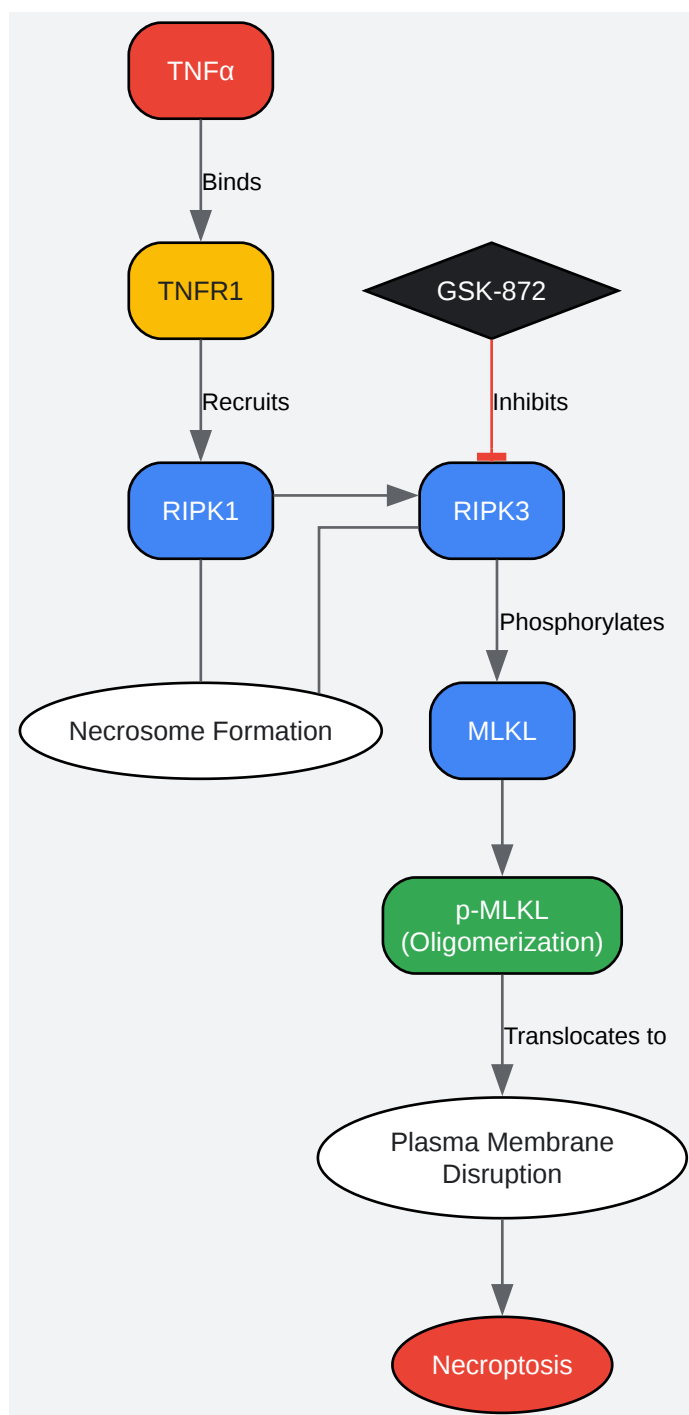 TNFα
Binds
TNFR1
GSK-872
Recruits
Inhibits
RIPK1
RIPK3
Phosphorylates
Necrosome Formation
MLKL
p-MLKL
(Oligomerization)
Translocates to
Plasma Membrane
Disruption
Necroptosis